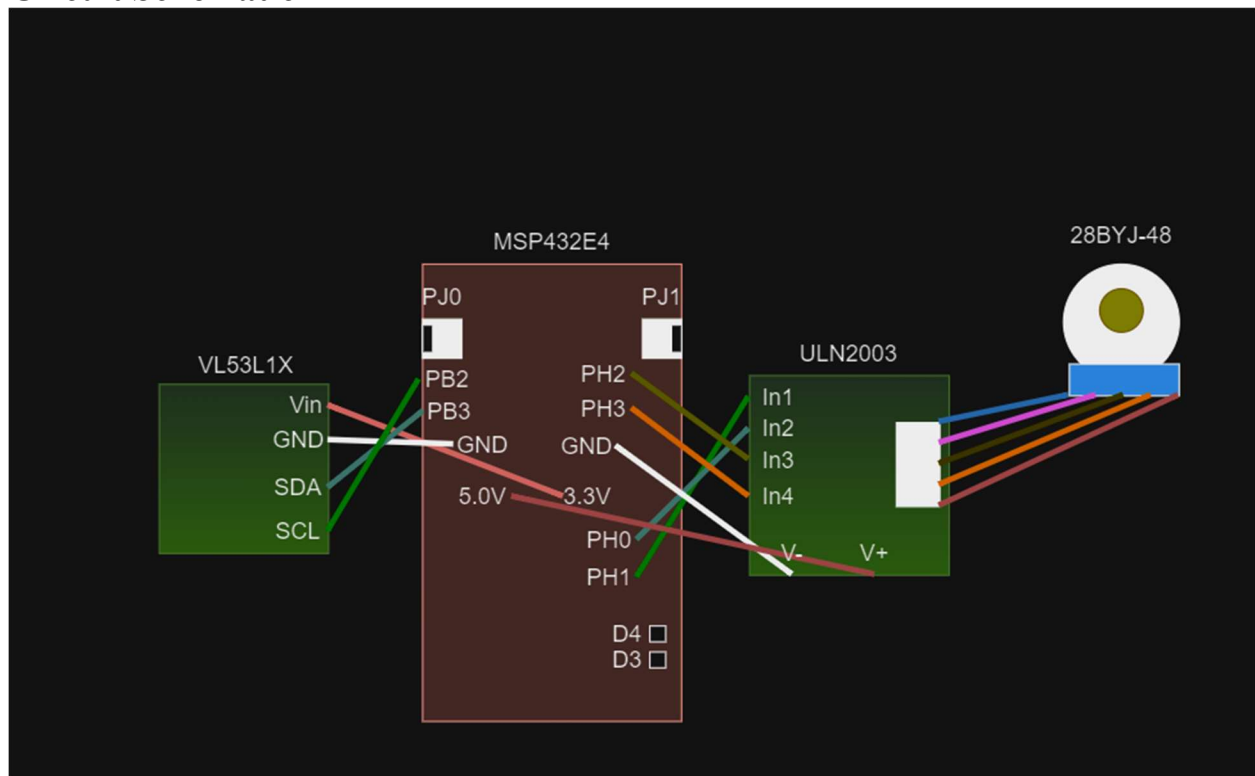 MSP432E4
28BYJ-48
PJ0
PJ1
VL53L1X
ULN2003
Vin
GND
SDA
SCL
PB2
PB3
GND
5.0V
3.3V
PH2
PH3
GND
PH0
PH1
D4
D3
In1
In2
In3
In4
V-
V+